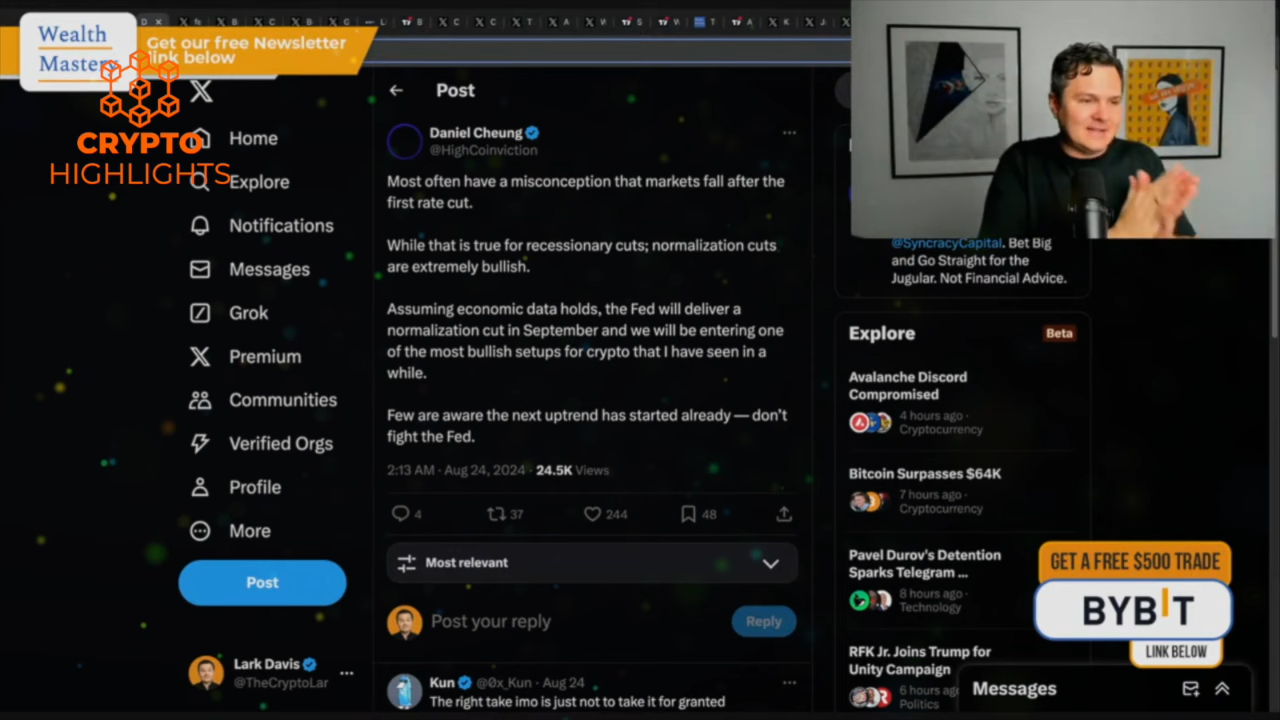 Wealth
Mastery
Get our free Newsletter
link below
CRYPTO
HIGHLIGHTS
Home
Explore
Notifications
Messages
Grok
Premium
Communities
Verified Orgs
Profile
More
Post
Lark Davis
@TheCryptoLar
Post
Daniel Cheung
@HighCoinviction
Most often have a misconception that markets fall after the
first rate cut.
While that is true for recessionary cuts; normalization cuts
are extremely bullish.
Assuming economic data holds, the Fed will deliver a
normalization cut in September and we will be entering one
of the most bullish setups for crypto that I have seen in a
while.
Few are aware the next uptrend has started already — don't
fight the Fed.
2:13 AM · Aug 24, 2024 · 24.5K Views
4 37 244 48
Most relevant
Post your reply
Reply
Kun @0x_Kun · Aug 24
The right take imo is just not to take it for granted
@SyncracyCapital. Bet Big
and Go Straight for the
Jugular. Not Financial Advice.
Explore
Beta
Avalanche Discord
Compromised
4 hours ago ·
Cryptocurrency
Bitcoin Surpasses $64K
7 hours ago ·
Cryptocurrency
Pavel Durov's Detention
Sparks Telegram ...
8 hours ago ·
Technology
RFK Jr. Joins Trump for
Unity Campaign
6 hours ago
Politics
GET A FREE $500 TRADE
BYBIT
LINK BELOW
Messages